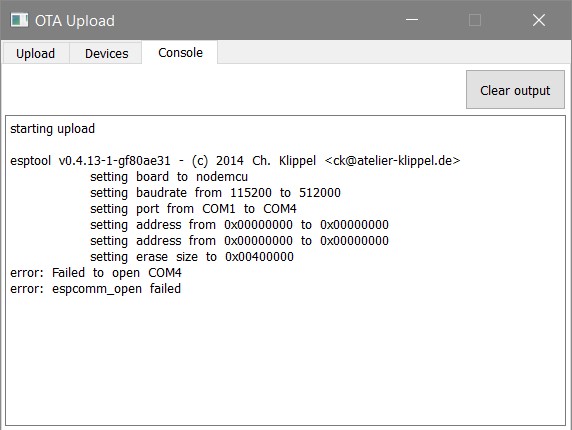 OTA Upload
Upload Devices Console
Clear output
starting upload
esptool v0.4.13-1-gf80ae31 - (c) 2014 Ch. Klippel <ck@atelier-klippel.de>
setting board to nodemcu
setting baudrate from 115200 to 512000
setting port from COM1 to COM4
setting address from 0x00000000 to 0x00000000
setting address from 0x00000000 to 0x00000000
setting erase size to 0x00400000
error: Failed to open COM4
error: espcomm_open failed